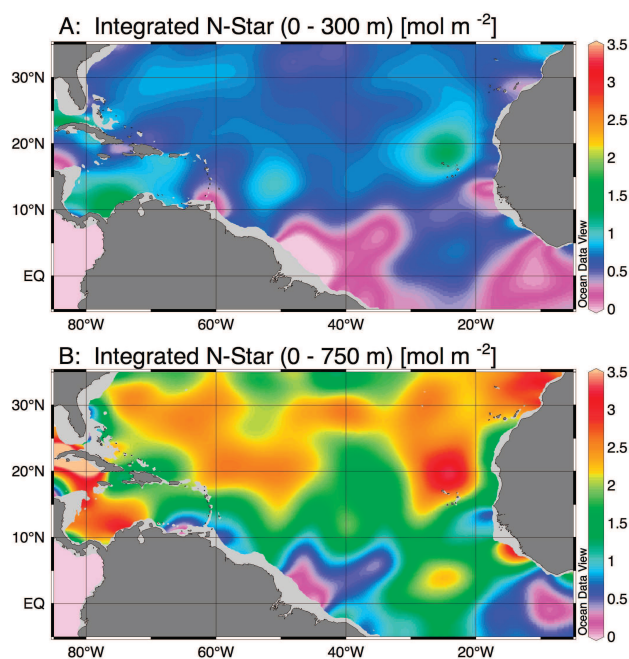 A: Integrated N-Star (0 - 300 m) [mol m -2]
30°N
20°N
10°N
EQ
80°W
60°W
40°W
20°W
Ocean Data View
3.5
3
2.5
2
1.5
1
0.5
0
B: Integrated N-Star (0 - 750 m) [mol m -2]
30°N
20°N
10°N
EQ
80°W
60°W
40°W
20°W
Ocean Data View
3.5
3
2.5
2
1.5
1
0.5
0